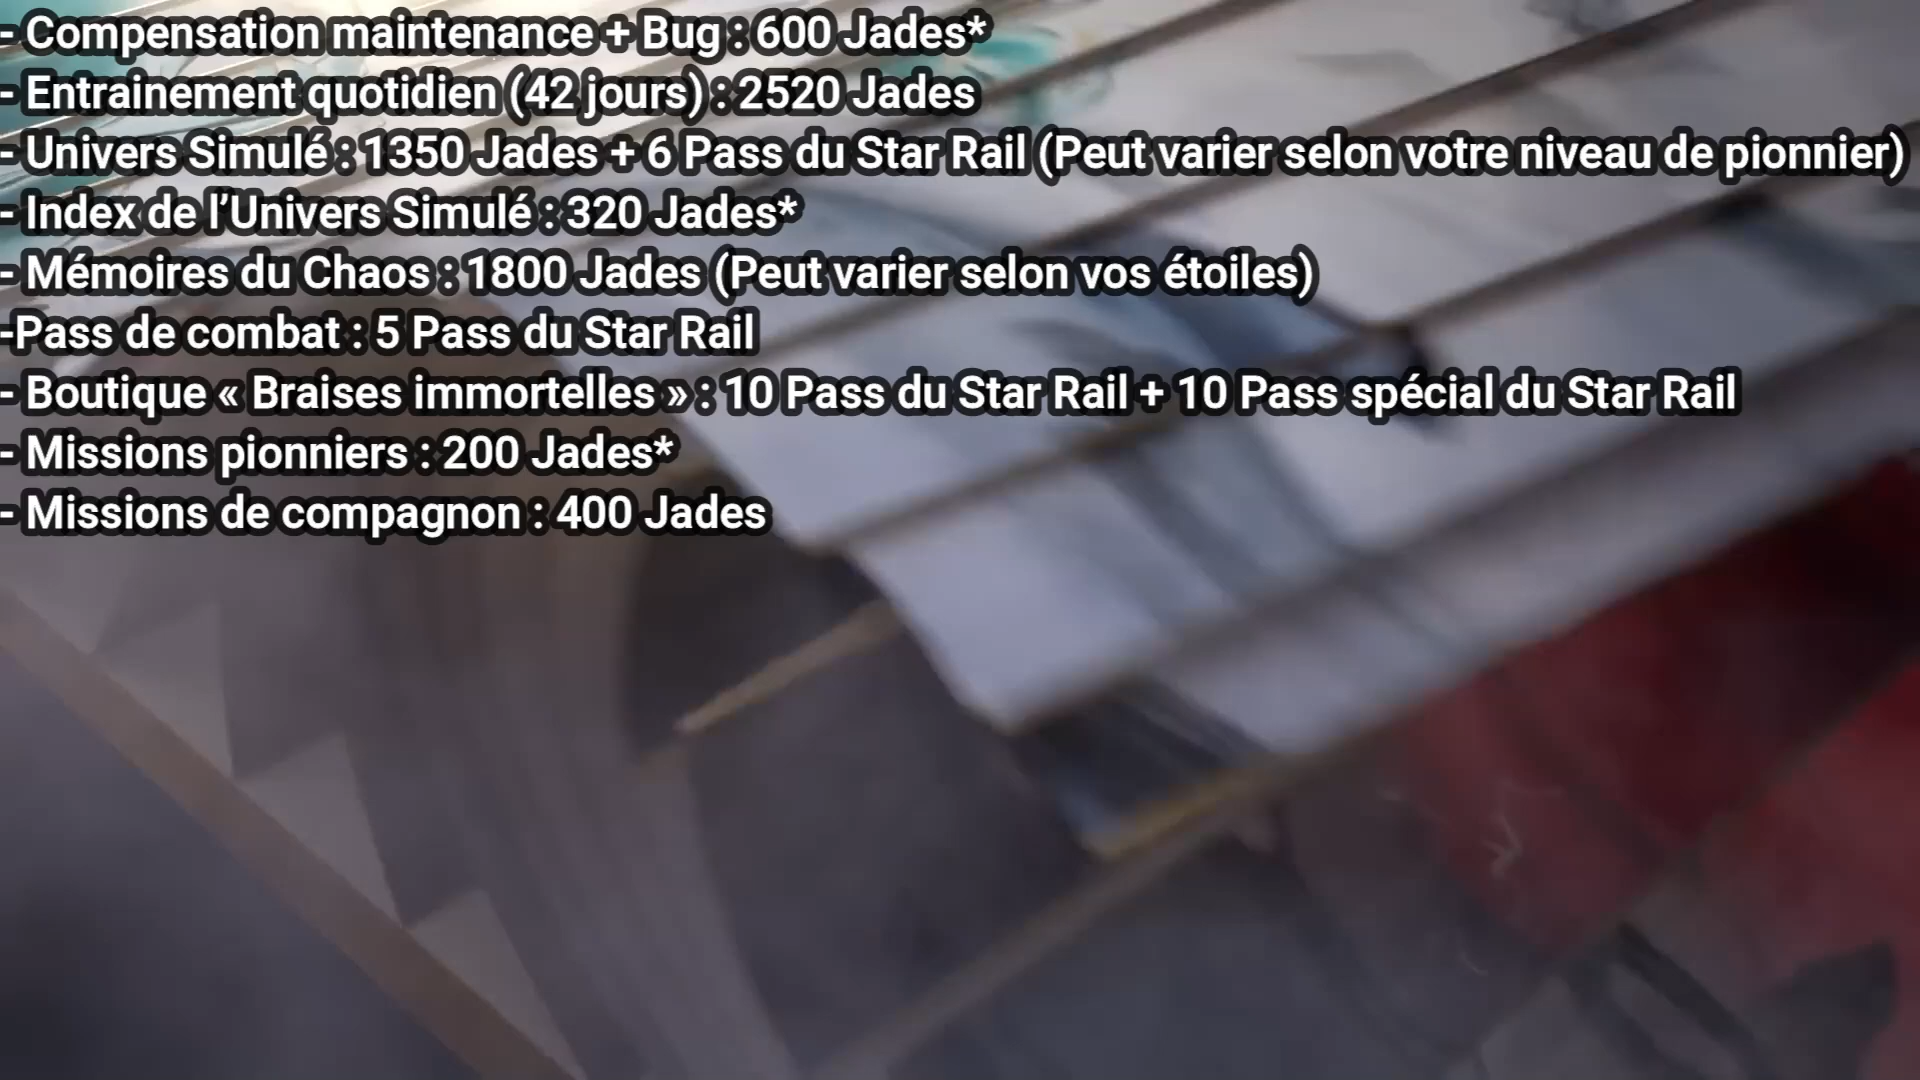 - Compensation maintenance + Bug : 600 Jades*
- Entrainement quotidien (42 jours) : 2520 Jades
- Univers Simulé : 1350 Jades + 6 Pass du Star Rail (Peut varier selon votre niveau de pionnier)
- Index de l’Univers Simulé : 320 Jades*
- Mémoires du Chaos : 1800 Jades (Peut varier selon vos étoiles)
-Pass de combat : 5 Pass du Star Rail
- Boutique « Braises immortelles » : 10 Pass du Star Rail + 10 Pass spécial du Star Rail
- Missions pionniers : 200 Jades*
- Missions de compagnon : 400 Jades